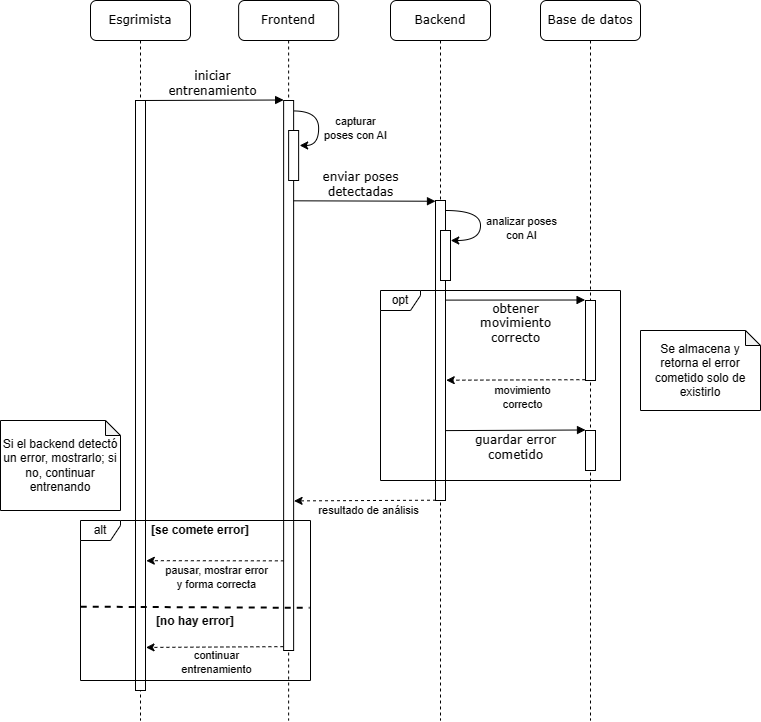 Esgrimista
Frontend
Backend
Base de datos
iniciar
entrenamiento
capturar
poses con AI
enviar poses
detectadas
analizar poses
con AI
opt
obtener
movimiento
correcto
Se almacena y
retorna el error
cometido solo de
existirlo
movimiento
correcto
guardar error
cometido
Si el backend detectó
un error, mostrarlo; si
no, continuar
entrenando
resultado de análisis
alt
[se comete error]
pausar, mostrar error
y forma correcta
[no hay error]
continuar
entrenamiento